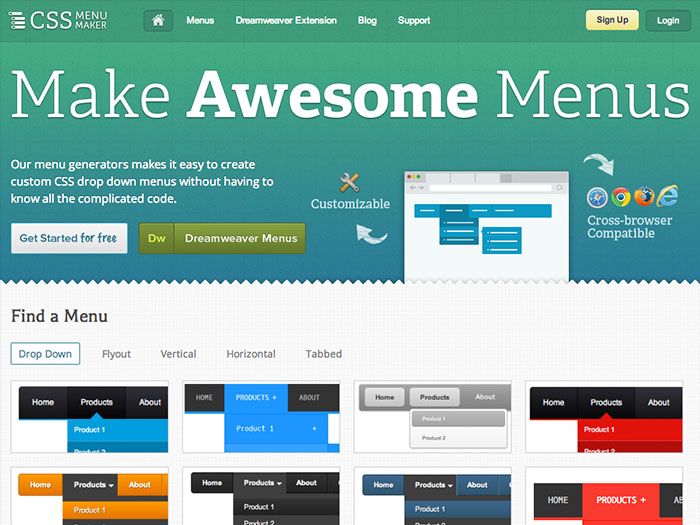 CSS MENU MAKER
Menus
Dreamweaver Extension
Blog
Support
Sign Up
Login
Make Awesome Menus
Our menu generators makes it easy to create
custom CSS drop down menus without having to
know all the complicated code.
Customizable
Cross-browser
Compatible
Get Started for free
Dw Dreamweaver Menus
Find a Menu
Drop Down Flyout Vertical Horizontal Tabbed
Home Products About
Product 1
Product 2
HOME PRODUCTS + ABOUT
Product 1 +
Home Products About
Product 1
Product 2
Home Products About
Product 1
Product 2
Home Products About
Product 1
Home Products About
Product 1
Home Products About
Product 1
HOME PRODUCTS +